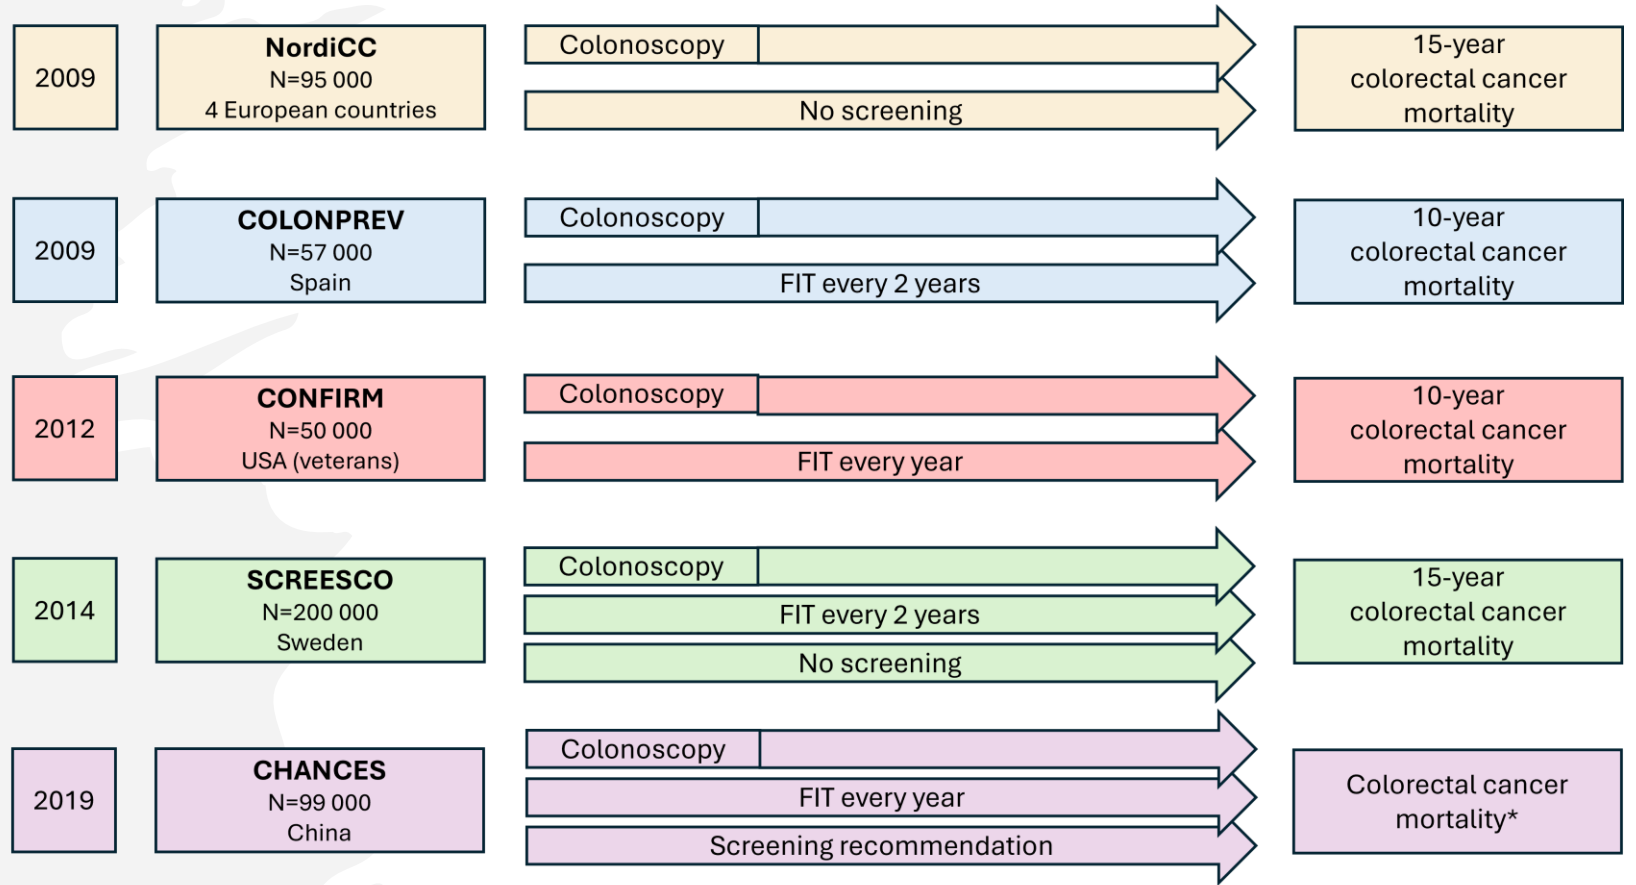 2009
NordiCC
N=95 000
4 European countries
Colonoscopy
No screening
15-year
colorectal cancer
mortality
2009
COLONPREV
N=57 000
Spain
Colonoscopy
FIT every 2 years
10-year
colorectal cancer
mortality
2012
CONFIRM
N=50 000
USA (veterans)
Colonoscopy
FIT every year
10-year
colorectal cancer
mortality
2014
SCREESCO
N=200 000
Sweden
Colonoscopy
FIT every 2 years
No screening
15-year
colorectal cancer
mortality
2019
CHANCES
N=99 000
China
Colonoscopy
FIT every year
Screening recommendation
Colorectal cancer
mortality*